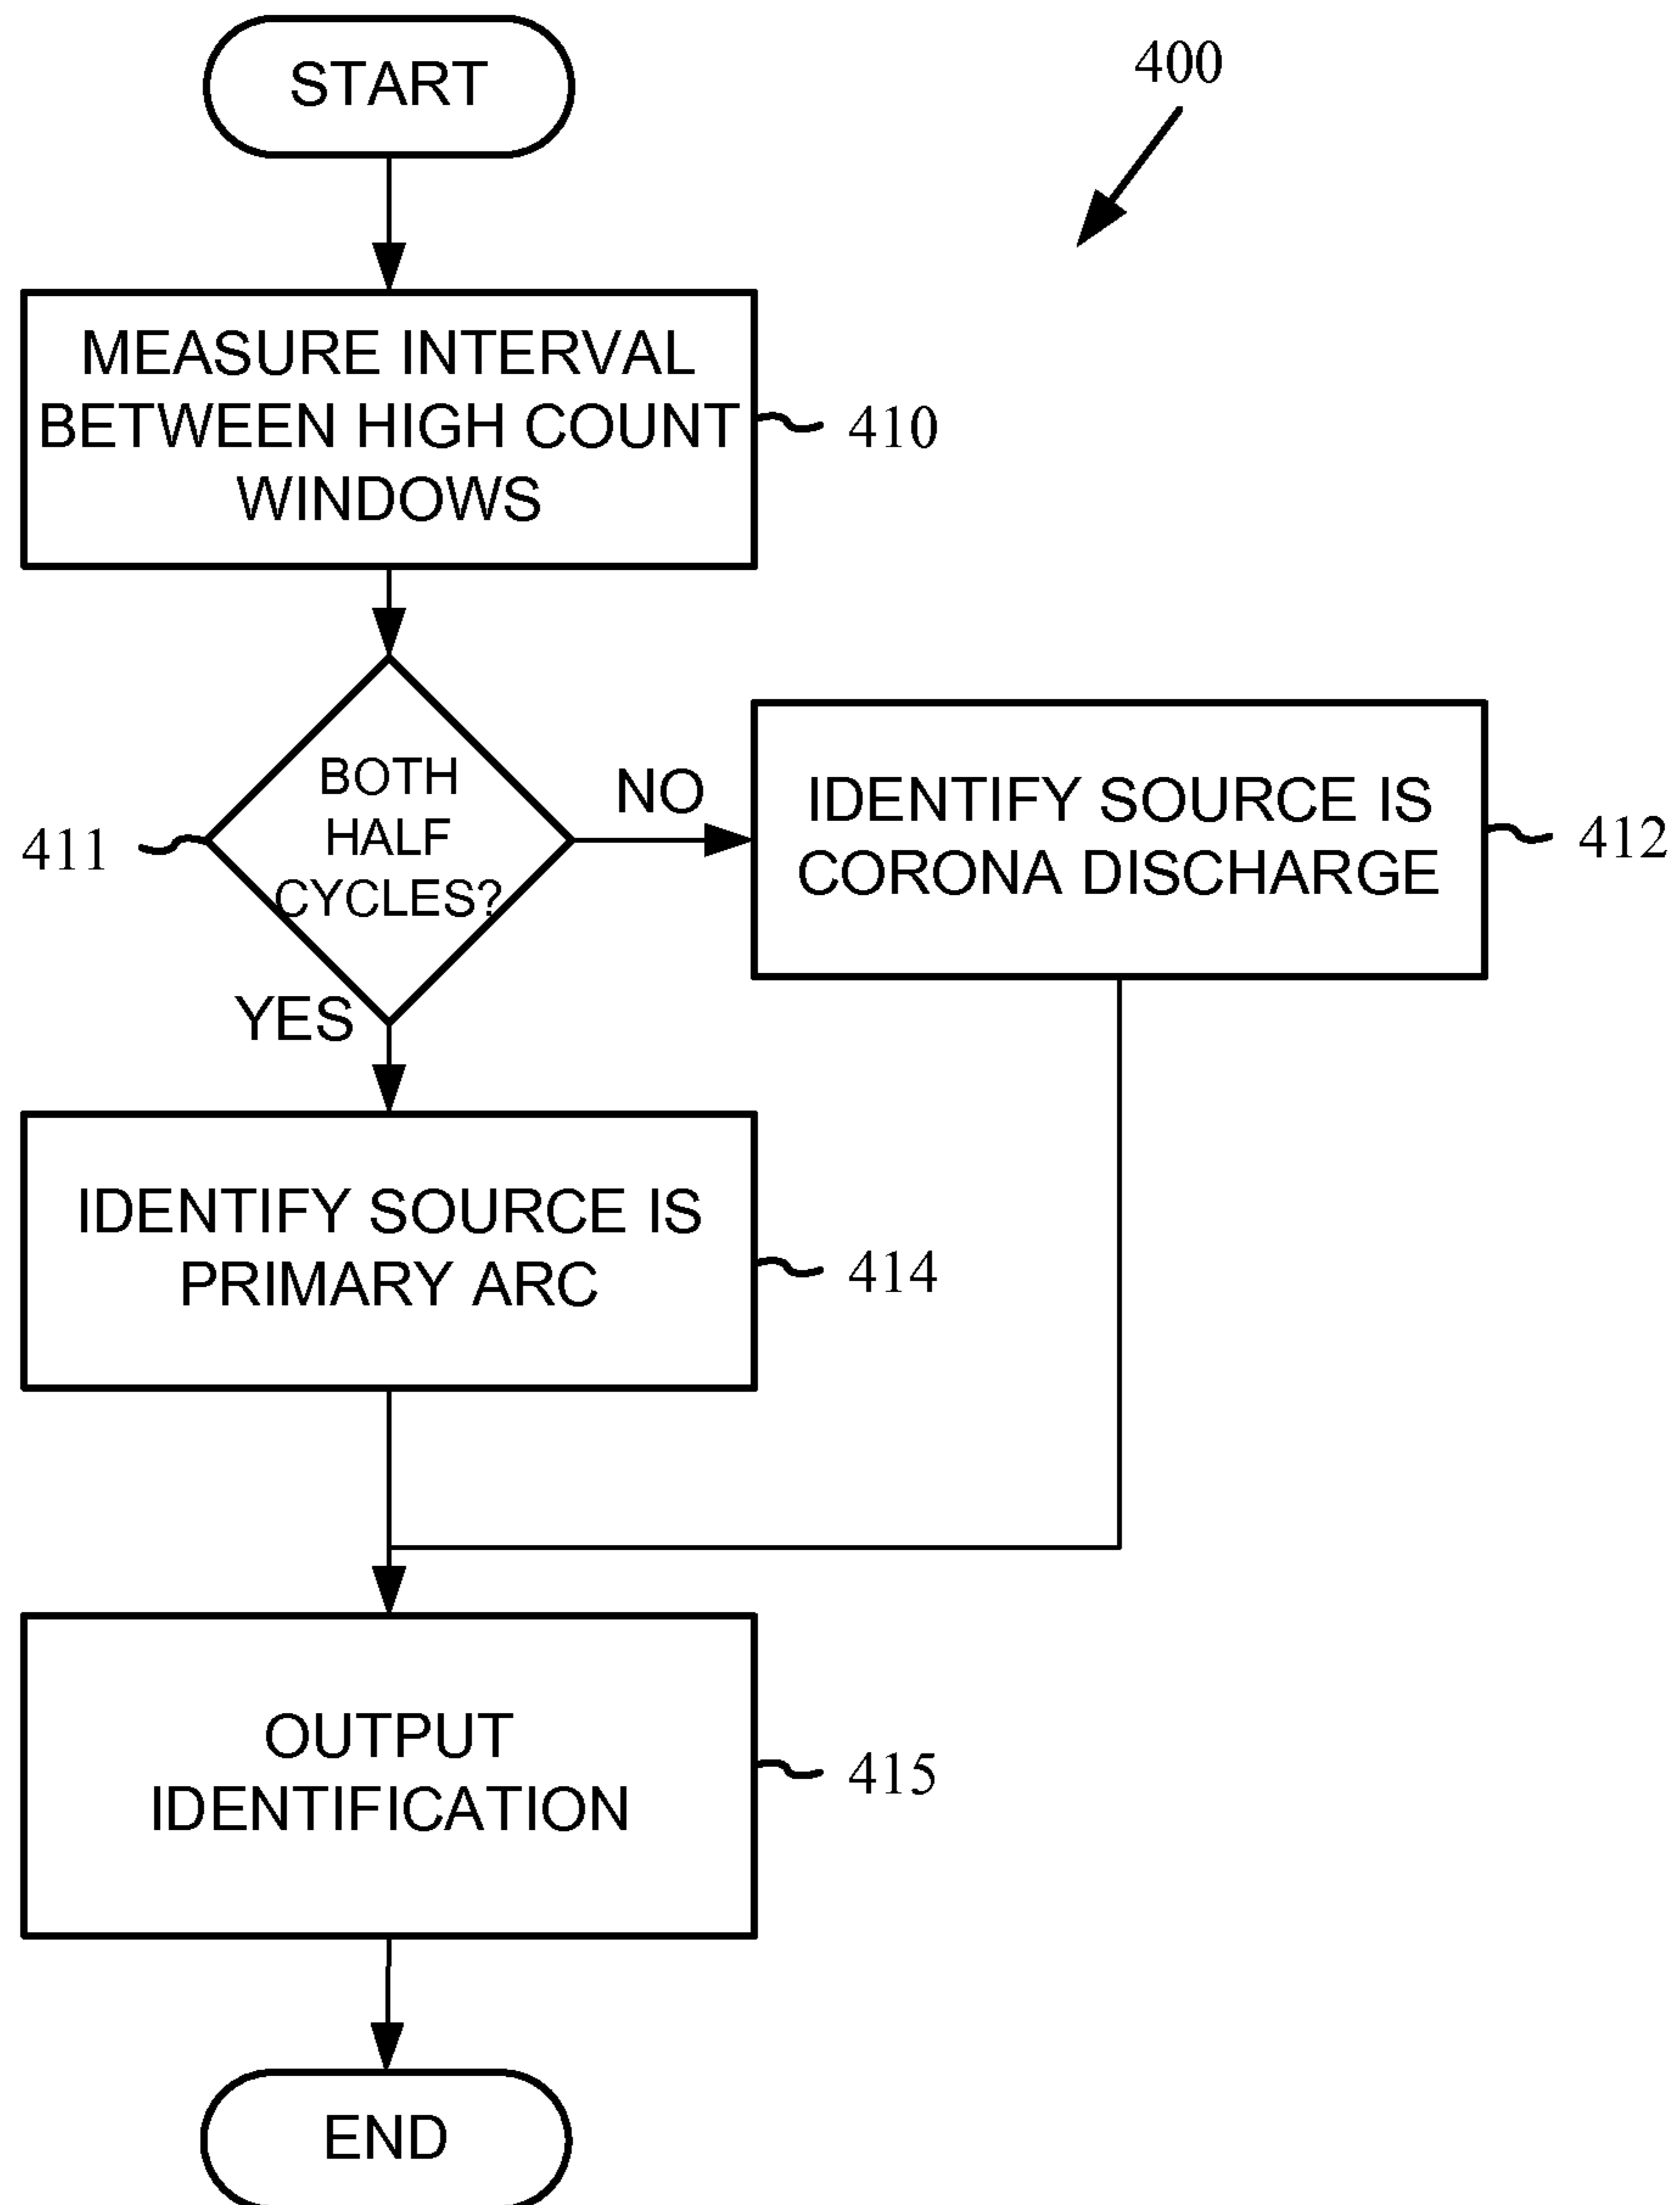 START
400
MEASURE INTERVAL
BETWEEN HIGH COUNT
WINDOWS
410
BOTH
HALF
CYCLES?
411
NO
IDENTIFY SOURCE IS
CORONA DISCHARGE
412
YES
IDENTIFY SOURCE IS
PRIMARY ARC
414
OUTPUT
IDENTIFICATION
415
END